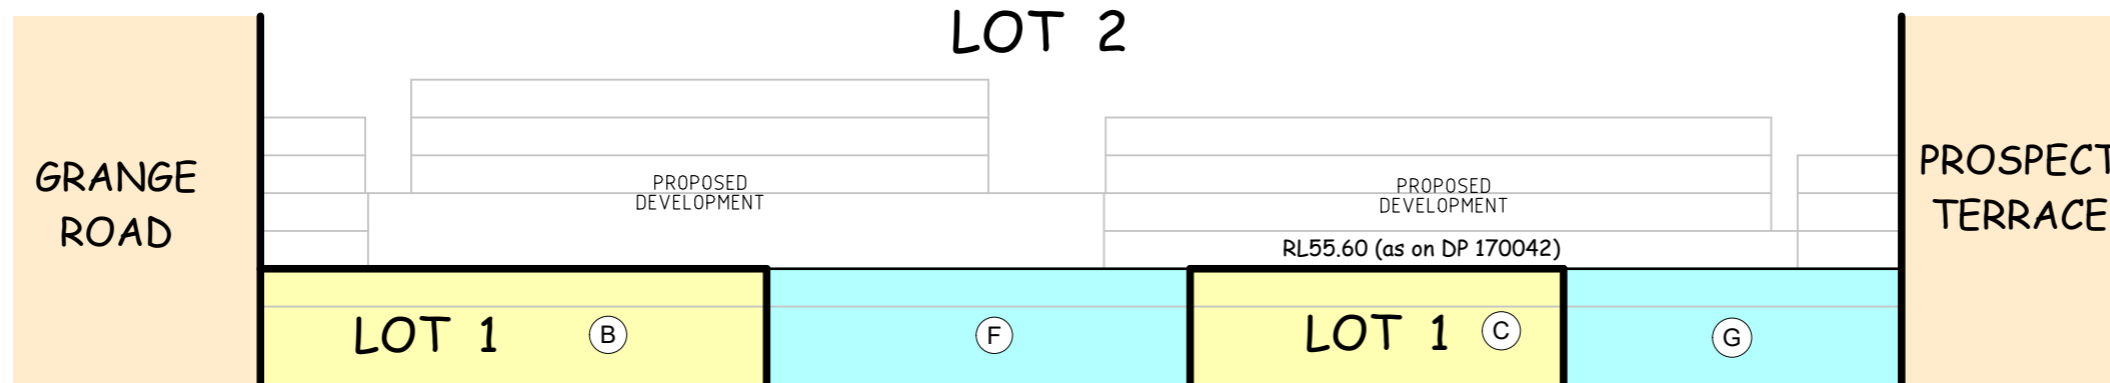 LOT 2
GRANGE
ROAD
PROPOSED
DEVELOPMENT
PROPOSED
DEVELOPMENT
PROSPECT
TERRACE
RL55.60 (as on DP 170042)
LOT 1 B
F
LOT 1 C
G